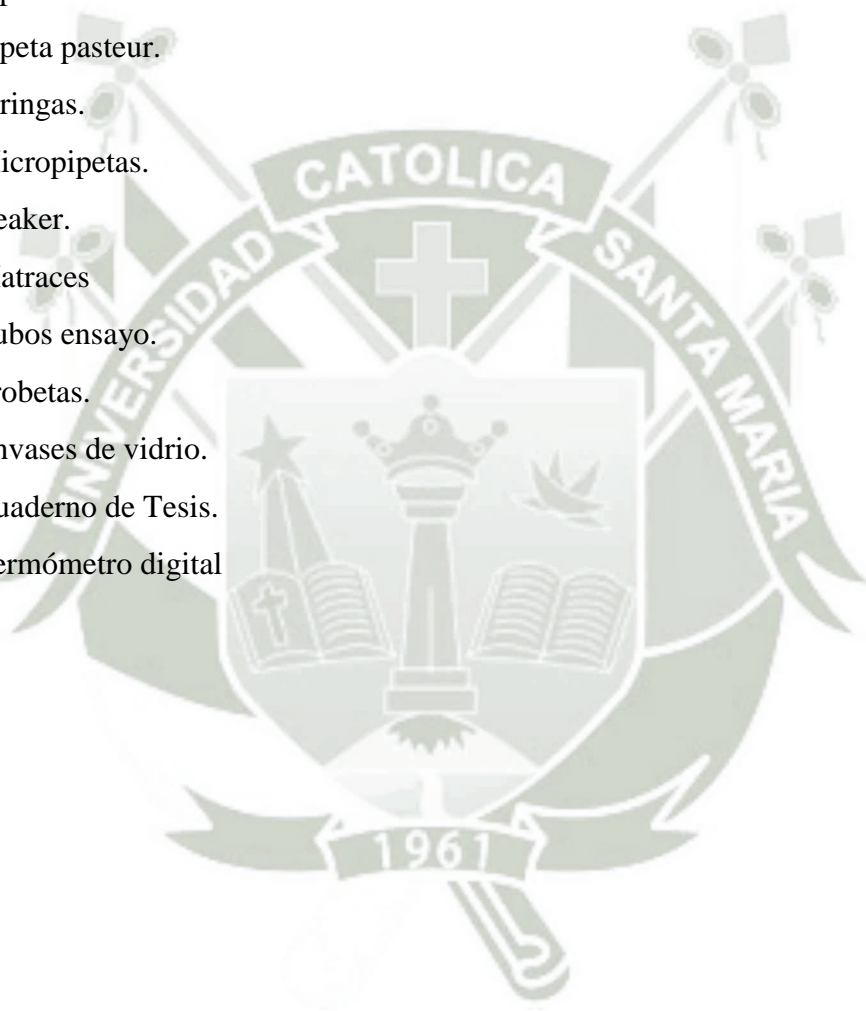 peta pasteur.
ringas.
icropipetas.
eaker.
atraces
ubos ensayo.
robetas.
nvases de vidrio.
uaderno de Tesis.
ermómetro digital
UNIVERSIDAD CATOLICA SANTA MARIA
1961